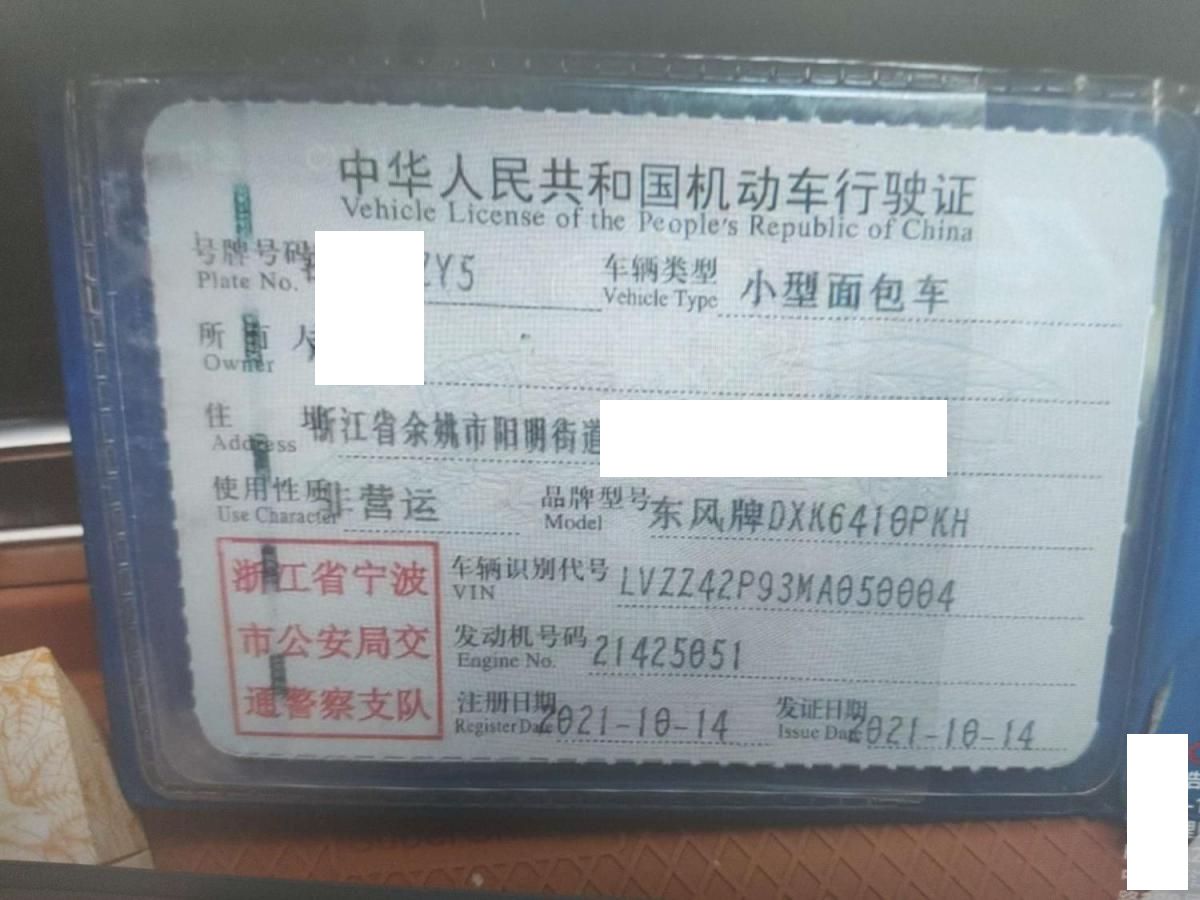 中华人民共和国机动车行驶证
Vehicle License of the People's Republic of China
号牌号码 ZY5 车辆类型 小型面包车
Plate No. Vehicle Type
所有人
Owner
住址 浙江省余姚市阳明街道
Address
使用性质 非营运 品牌型号 东风牌DXK6410PKH
Use Character Model
浙江省宁波
市公安局交
通警察支队
车辆识别代号 LVZZ42P93MA050004
VIN
发动机号码 21425051
Engine No.
注册日期 2021-10-14 发证日期 2021-10-14
Register Date Issue Date